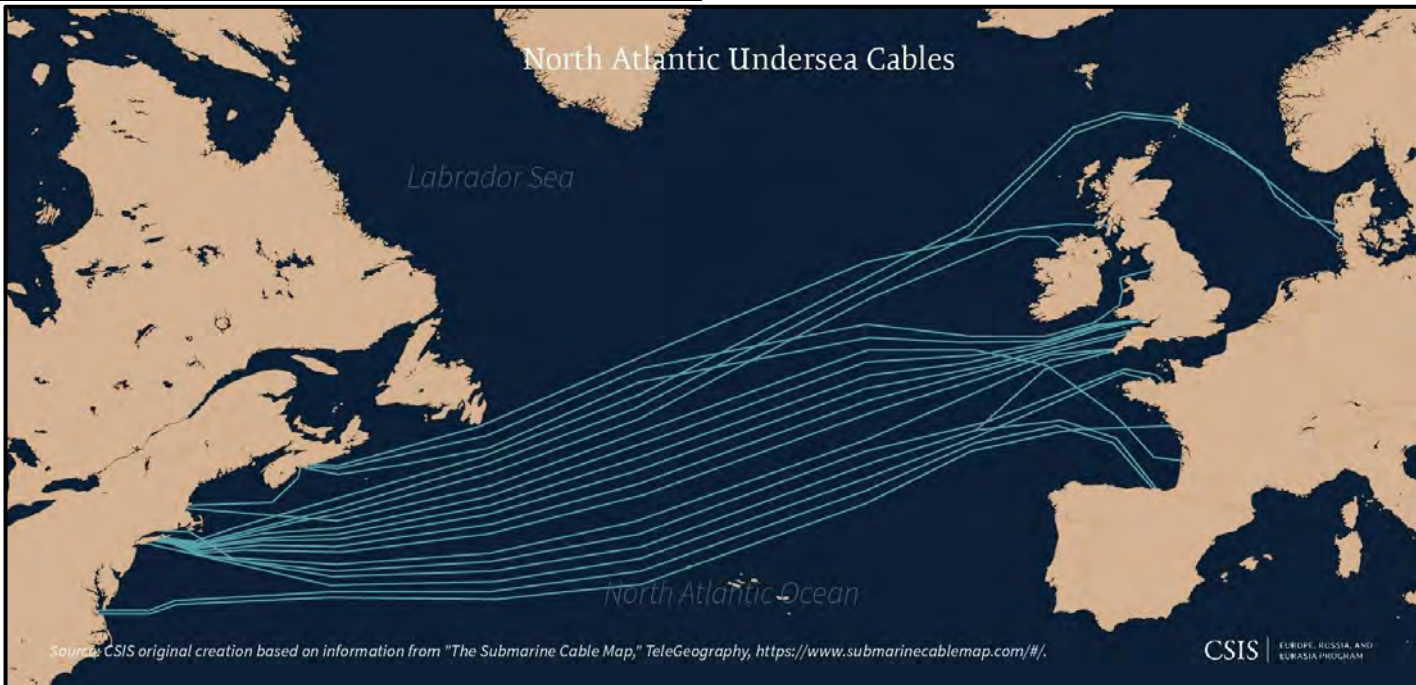 North Atlantic Undersea Cables
Labrador Sea
North Atlantic Ocean
Source: CSIS original creation based on information from "The Submarine Cable Map," TeleGeography, https://www.submarinecablemap.com/#/.
CSIS
EUROPE, RUSSIA, AND
EURASIA PROGRAM